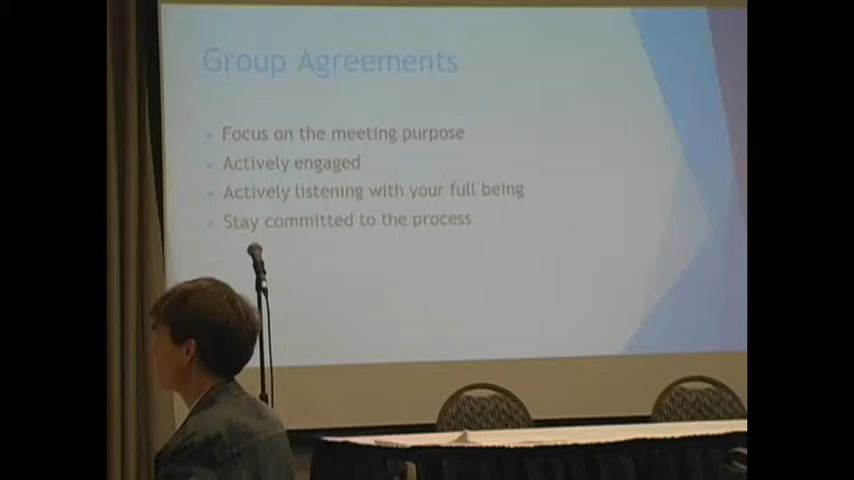 Group Agreements
Focus on the meeting purpose
Actively engaged
Actively listening with your full being
Stay committed to the process